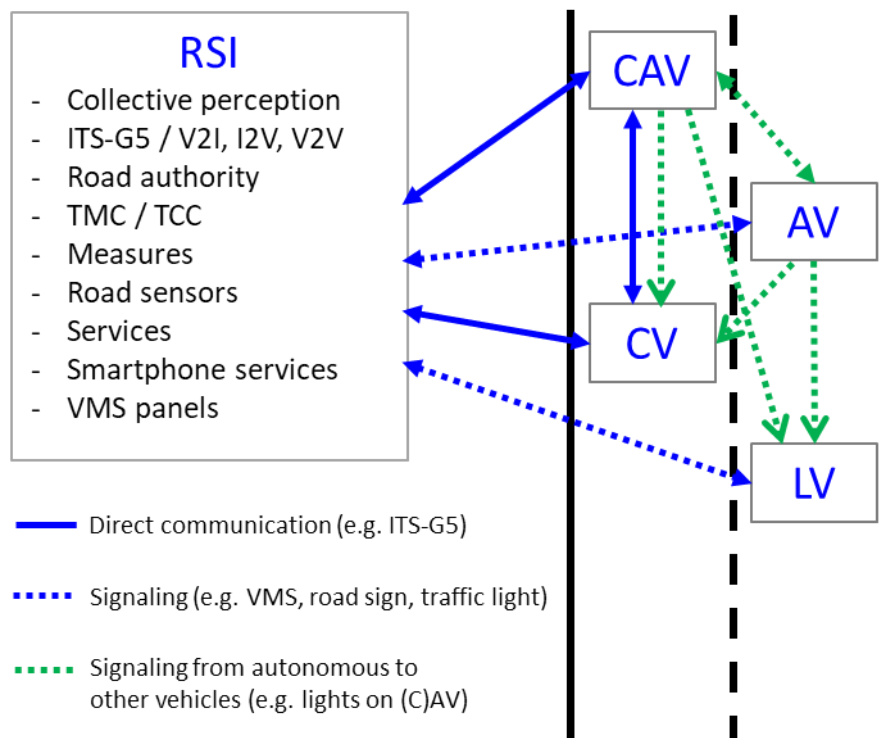 RSI
- Collective perception
- ITS-G5 / V2I, I2V, V2V
- Road authority
- TMC / TCC
- Measures
- Road sensors
- Services
- Smartphone services
- VMS panels
CAV
AV
CV
LV
Direct communication (e.g. ITS-G5)
Signaling (e.g. VMS, road sign, traffic light)
Signaling from autonomous to
other vehicles (e.g. lights on (C)AV)